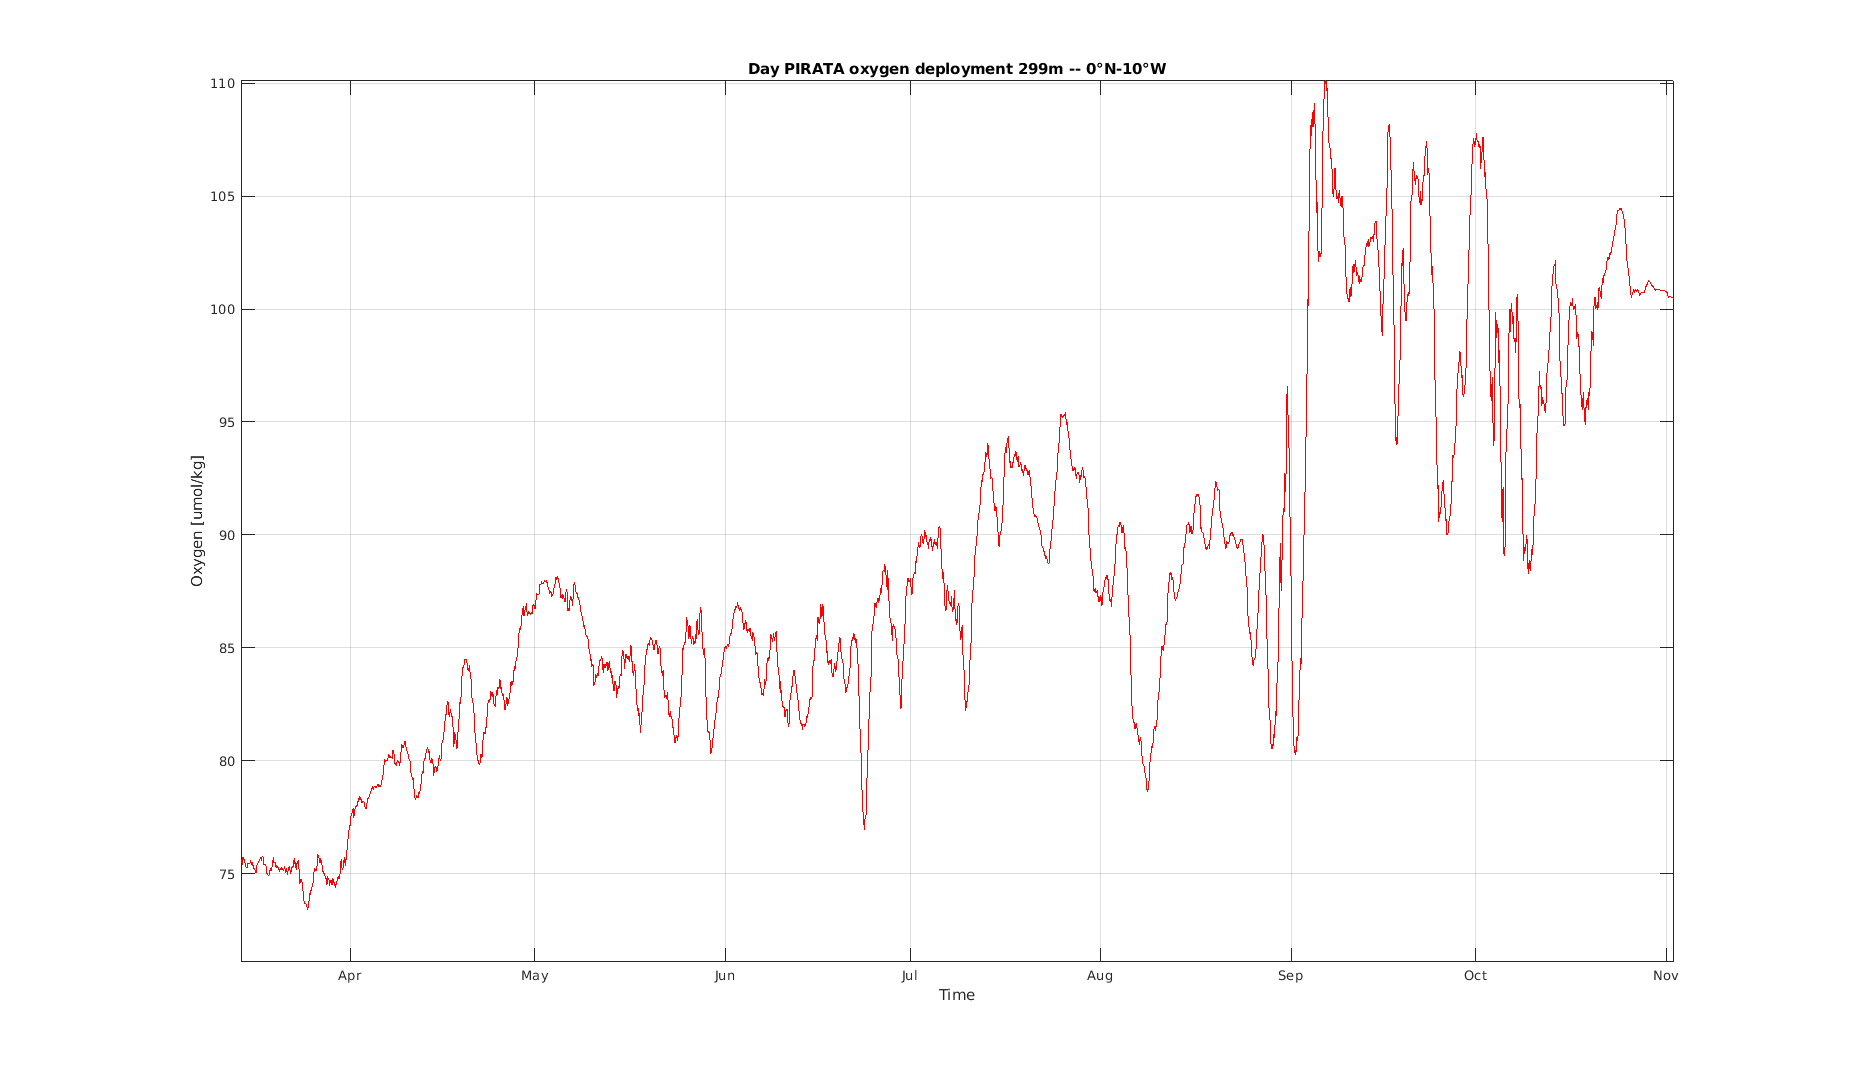 Day PIRATA oxygen deployment 299m -- 0°N-10°W
110
105
100
95
90
85
80
75
Oxygen [umol/kg]
Apr May Jun Jul Aug Sep Oct Nov
Time